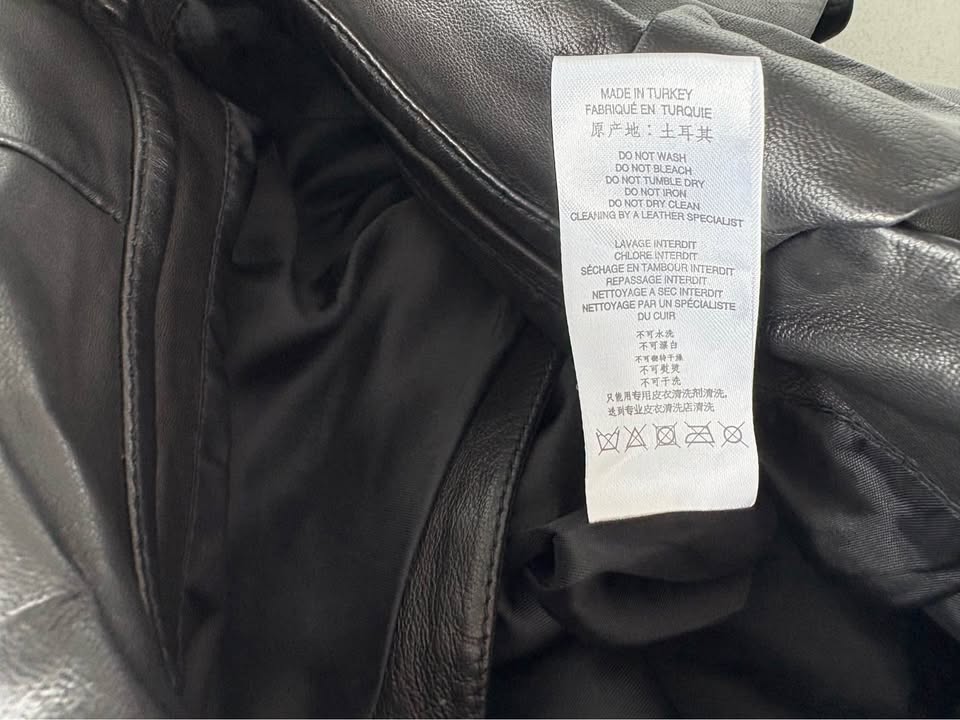 MADE IN TURKEY
FABRIQUÉ EN TURQUIE
原产地：土耳其
DO NOT WASH
DO NOT BLEACH
DO NOT TUMBLE DRY
DO NOT IRON
DO NOT DRY CLEAN
CLEANING BY A LEATHER SPECIALIST
LAVAGE INTERDIT
CHLORE INTERDIT
SÉCHAGE EN TAMBOUR INTERDIT
REPASSAGE INTERDIT
NETTOYAGE A SEC INTERDIT
NETTOYAGE PAR UN SPÉCIALISTE
DU CUIR
不可水洗
不可漂白
不可翻转干燥
不可熨烫
不可干洗
只能用专用皮衣清洗剂清洗,
送到专业皮衣清洗店清洗